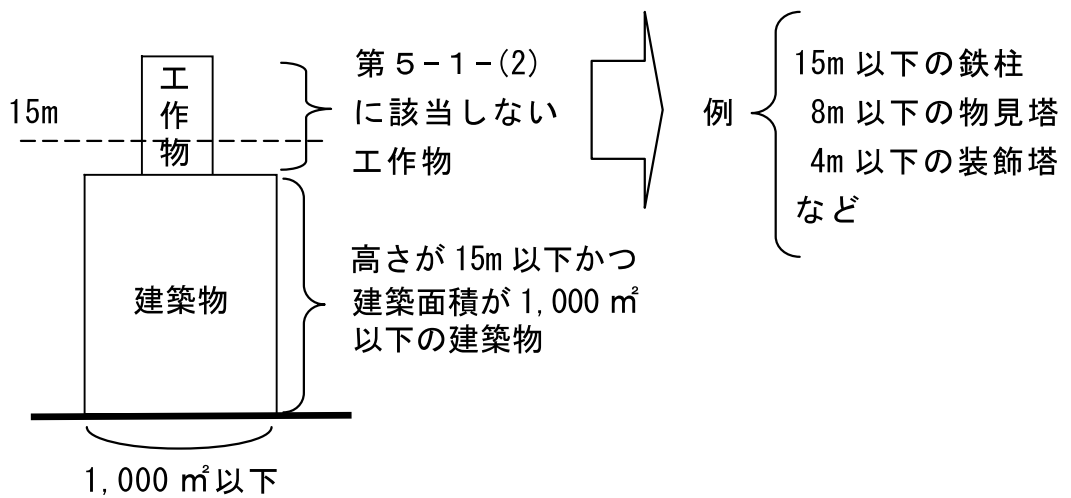 15m
工作物
第５-１-(2)
に該当しない
工作物
例
15m 以下の鉄柱
8m 以下の物見塔
4m 以下の装飾塔
など
建築物
高さが 15m 以下かつ
建築面積が 1,000 ㎡
以下の建築物
1,000 ㎡以下